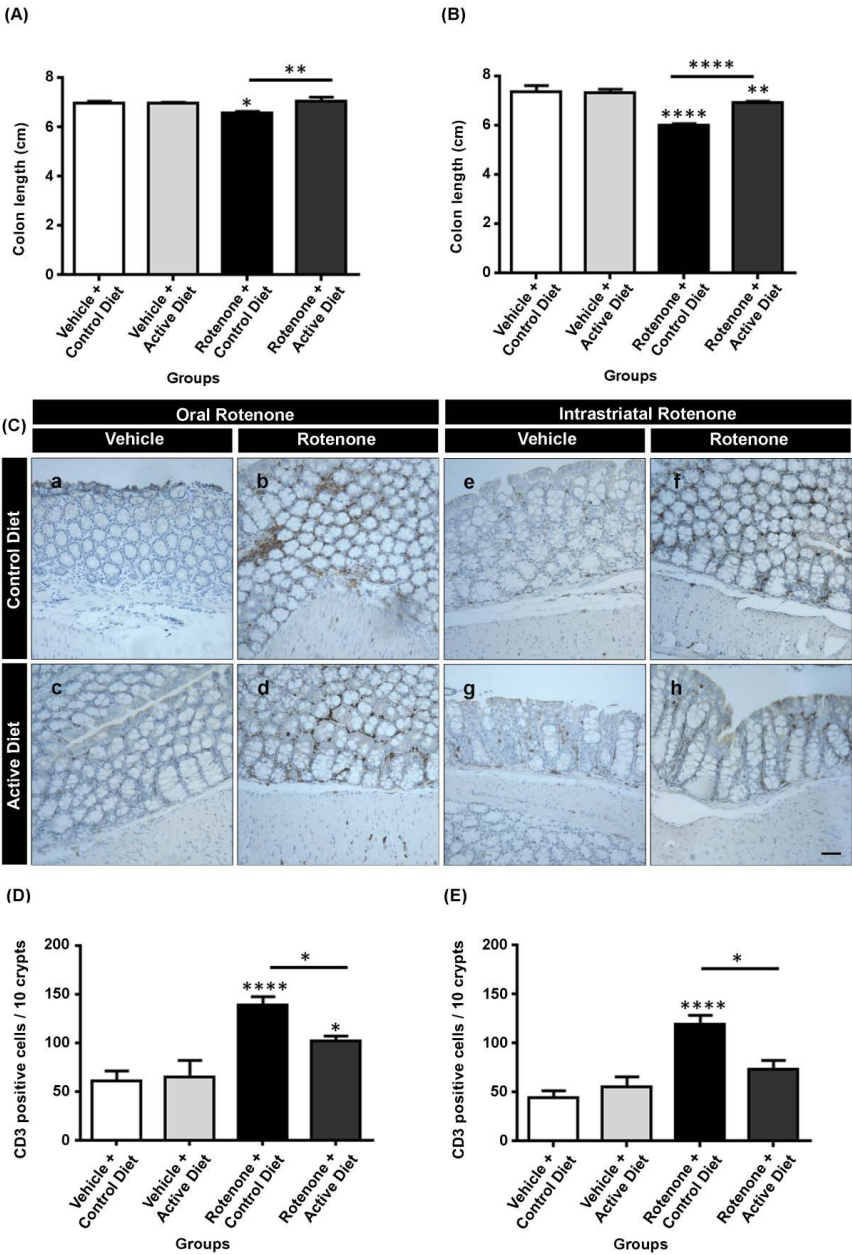 (A)
**
*
8
6
4
2
0
Colon length (cm)
Vehicle +
Control Diet
Vehicle +
Active Diet
Rotenone +
Control Diet
Rotenone +
Active Diet
Groups
(B)
****
****
**
8
6
4
2
0
Colon length (cm)
Vehicle +
Control Diet
Vehicle +
Active Diet
Rotenone +
Control Diet
Rotenone +
Active Diet
Groups
(C)
Oral Rotenone
Intrastriatal Rotenone
Vehicle
Rotenone
Vehicle
Rotenone
Control Diet
a
b
e
f
Active Diet
c
d
g
h
(D)
*
****
*
200
150
100
50
0
CD3 positive cells / 10 crypts
Vehicle +
Control Diet
Vehicle +
Active Diet
Rotenone +
Control Diet
Rotenone +
Active Diet
Groups
(E)
*
****
200
150
100
50
0
CD3 positive cells / 10 crypts
Vehicle +
Control Diet
Vehicle +
Active Diet
Rotenone +
Control Diet
Rotenone +
Active Diet
Groups